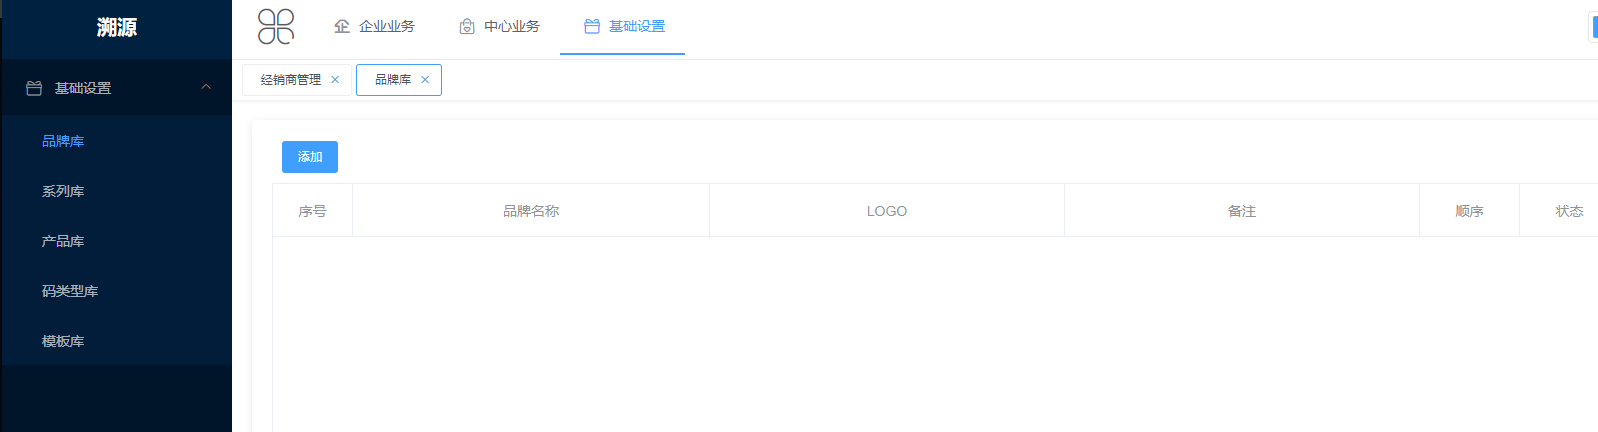 溯源
企业业务 中心业务 基础设置
经销商管理 品牌库
基础设置
品牌库
系列库
产品库
码类型库
模板库
添加
序号 品牌名称 LOGO 备注 顺序 状态